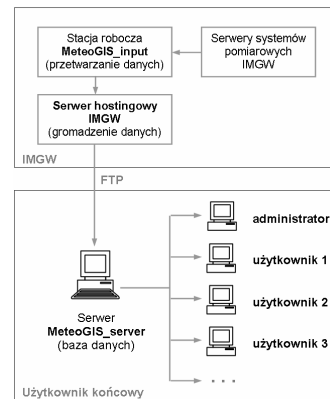 Stacja robocza
MeteoGIS_input
(przetwarzanie danych)
Serwery systemów
pomiarowych
IMGW
Serwer hostingowy
IMGW
(gromadzenie danych)
IMGW
FTP
administrator
użytkownik 1
użytkownik 2
użytkownik 3
. . .
Serwer
MeteoGIS_server
(baza danych)
Użytkownik końcowy